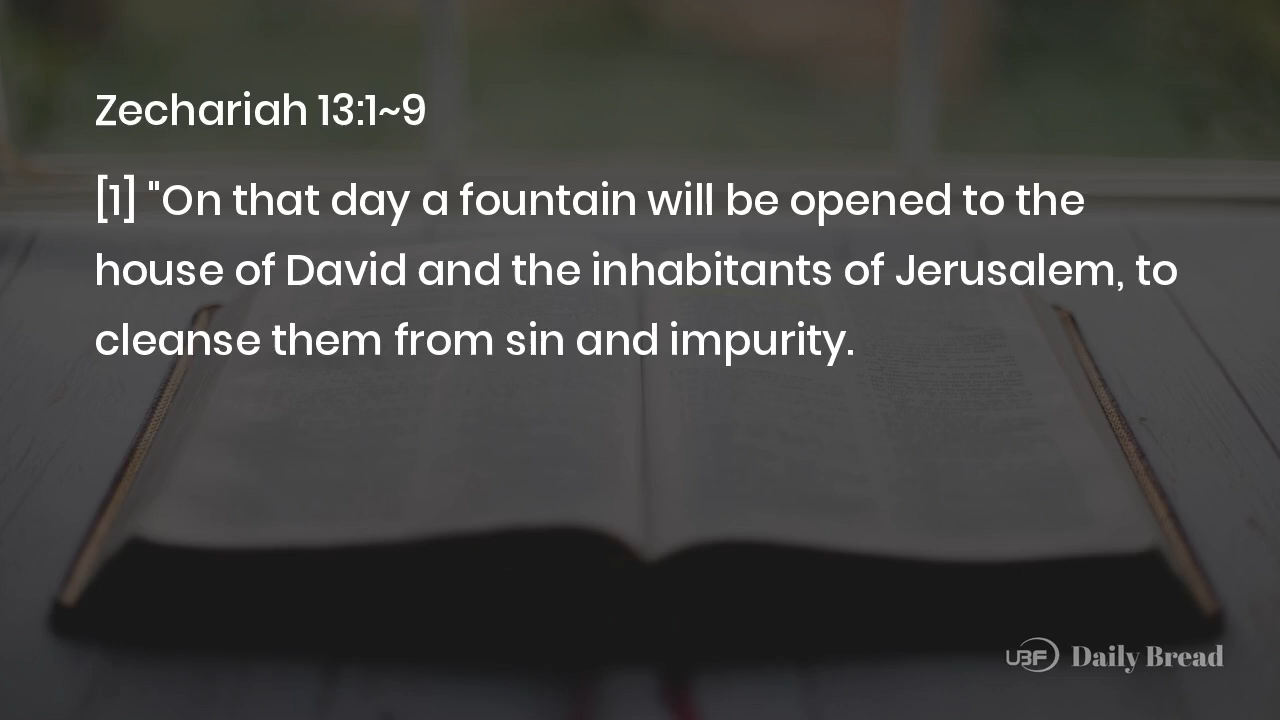 Zechariah 13:1~9
[1] "On that day a fountain will be opened to the
house of David and the inhabitants of Jerusalem, to
cleanse them from sin and impurity.
UBF Daily Bread